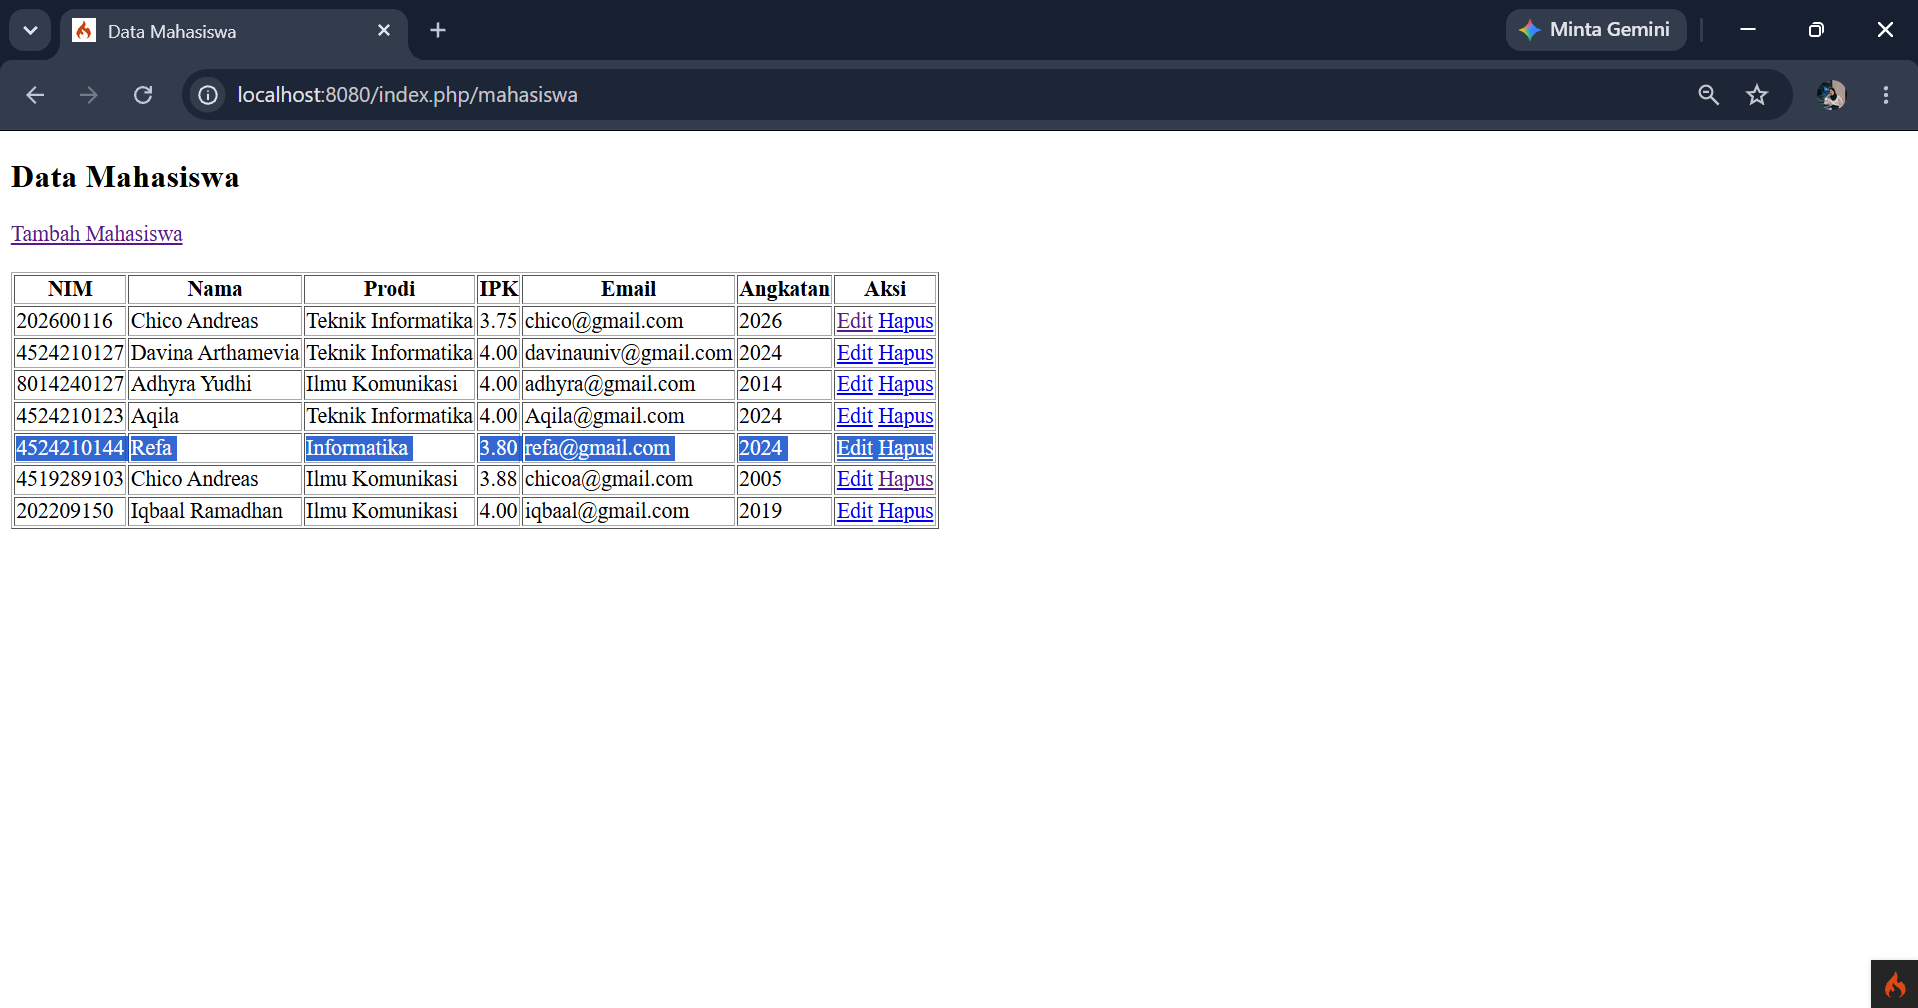 Data Mahasiswa
Minta Gemini
localhost:8080/index.php/mahasiswa
Data Mahasiswa
Tambah Mahasiswa
NIM Nama Prodi IPK Email Angkatan Aksi
202600116 Chico Andreas Teknik Informatika 3.75 chico@gmail.com 2026 Edit Hapus
4524210127 Davina Arthamevia Teknik Informatika 4.00 davinauniv@gmail.com 2024 Edit Hapus
8014240127 Adhyra Yudhi Ilmu Komunikasi 4.00 adhyra@gmail.com 2014 Edit Hapus
4524210123 Aqila Teknik Informatika 4.00 Aqila@gmail.com 2024 Edit Hapus
4524210144 Refa Informatika 3.80 refa@gmail.com 2024 Edit Hapus
4519289103 Chico Andreas Ilmu Komunikasi 3.88 chicoa@gmail.com 2005 Edit Hapus
202209150 Iqbaal Ramadhan Ilmu Komunikasi 4.00 iqbaal@gmail.com 2019 Edit Hapus